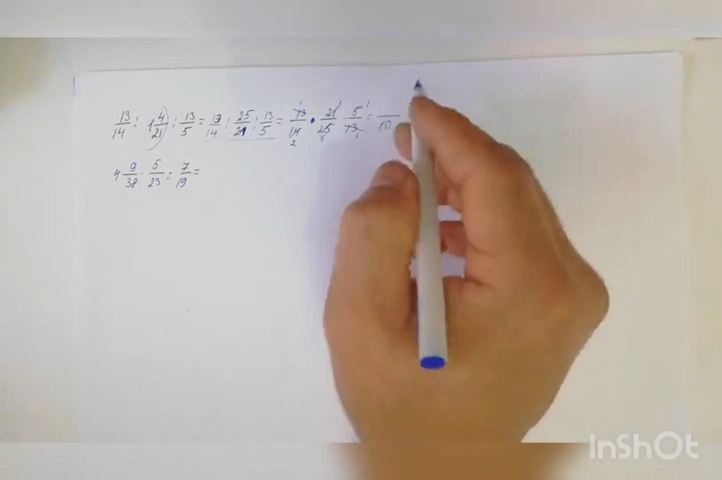 13/14 : 1 4/21) : 13/5 = 13/14 : 25/21 : 13/5 = 13/14 • 21/25 · 5/13 = /10
4 9/38 · 5/23 : 7/19 =
InShOt